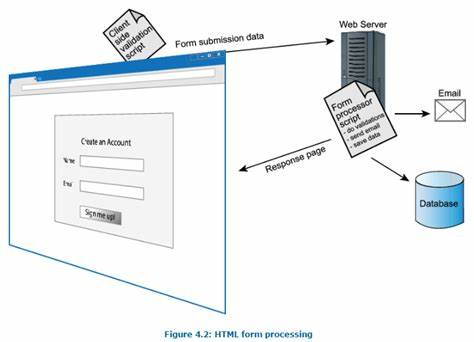 Client
side
validation
script
Form submission data
Web Server
Form
processor
script
- do validations
- send email
- save data
Email
Response page
Database
Create an Account
Name
Email
Sign me up!
Figure 4.2: HTML form processing